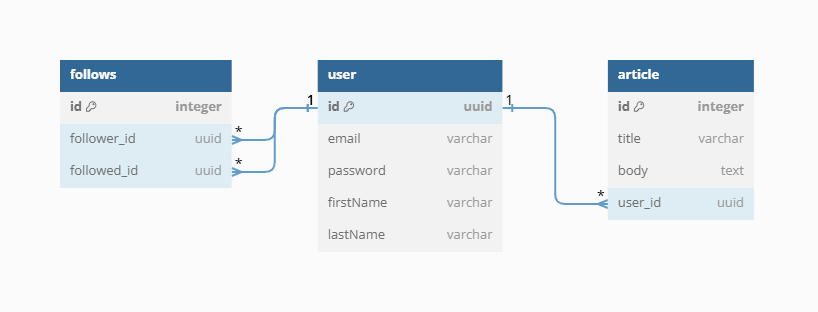 follows
id integer
follower_id uuid
followed_id uuid
*
*
1
user
id uuid
email varchar
password varchar
firstName varchar
lastName varchar
1
*
article
id integer
title varchar
body text
user_id uuid